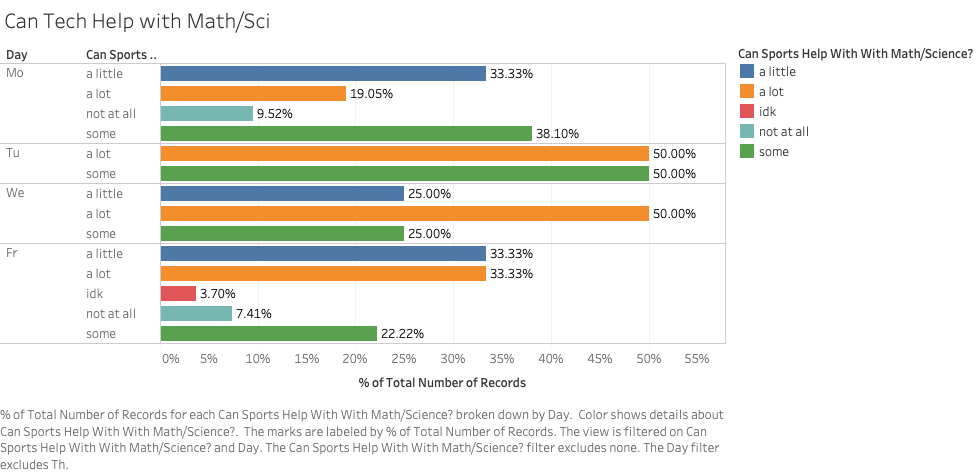 Can Tech Help with Math/Sci
Day Can Sports .. Can Sports Help With With Math/Science?
Mo a little 33.33% a little
a lot 19.05% a lot
not at all 9.52% idk
some 38.10% not at all
Tu a lot 50.00% some
some 50.00%
We a little 25.00%
a lot 50.00%
some 25.00%
Fr a little 33.33%
a lot 33.33%
idk 3.70%
not at all 7.41%
some 22.22%
0% 5% 10% 15% 20% 25% 30% 35% 40% 45% 50% 55%
% of Total Number of Records
% of Total Number of Records for each Can Sports Help With With Math/Science? broken down by Day.  Color shows details about
Can Sports Help With With Math/Science?.  The marks are labeled by % of Total Number of Records. The view is filtered on Can
Sports Help With With Math/Science? and Day. The Can Sports Help With With Math/Science? filter excludes none. The Day filter
excludes Th.